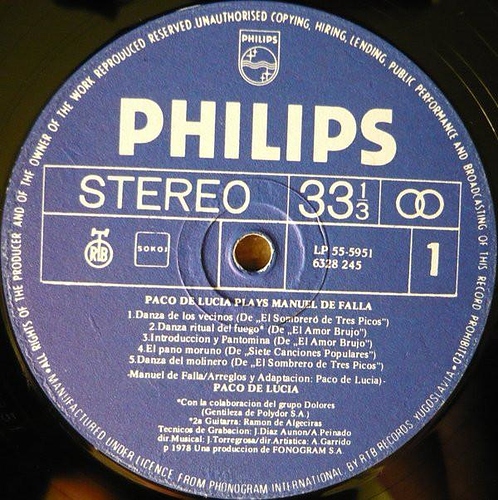 ALL RIGHTS OF THE PRODUCER AND OF THE OWNER OF THE WORK REPRODUCED RESERVED. UNAUTHORISED COPYING, HIRING, LENDING, PUBLIC PERFORMANCE AND BROADCASTING OF THIS RECORD PROHIBITED •
PHILIPS
PHILIPS
STEREO
33 1/3
RTB
SOKOJ
LP 55-5951
6328 245
1
PACO DE LUCIA PLAYS MANUEL DE FALLA
1.Danza de los vecinos (De „El Sombrero de Tres Picos")
2.Danza ritual del fuego* (De „El Amor Brujo")
3.Introduccion y Pantomina (De „El Amor Brujo")
4.El pano moruno (De „Siete Canciones Populares")
5.Danza del molinero (De „El Sombrero de Tres Picos")
-Manuel de Falla/Arreglos y Adaptacion: Paco de Lucia)-
PACO DE LUCIA
*Con la colaboracion del grupo Dolores
(Gentileza de Polydor S.A.)
*2a Guitarra: Ramon de Algeciras
Tecnicos de Grabacion: J.Diaz Aunon/A.Peinado
dir.Musical: J.Torregrosa/dir.Artistica: A.Garrido
p 1978 Una produccion de FONOGRAM S.A.
• MANUFACTURED UNDER LICENCE FROM PHONOGRAM INTERNATIONAL BY RTB RECORDS YUGOSLAVIA •